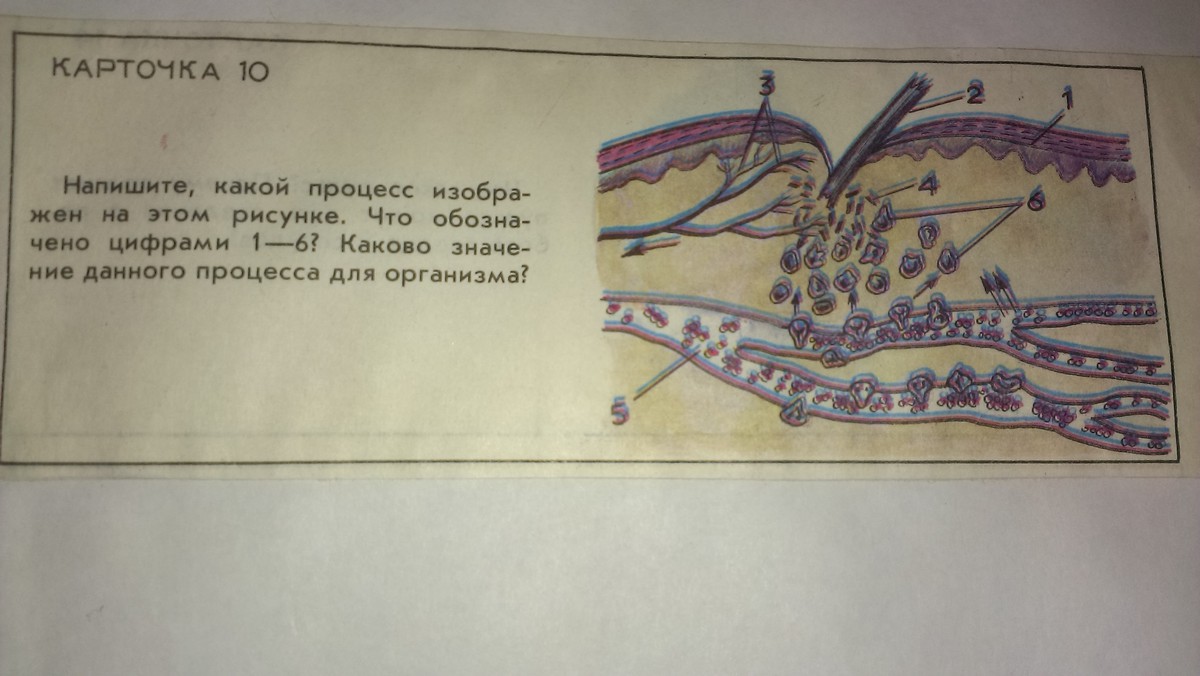 КАРТОЧКА 10
Напишите, какой процесс изобра-
жен на этом рисунке. Что обозна-
чено цифрами 1—6? Каково значе-
ние данного процесса для организма?
3
2
1
4
6
5